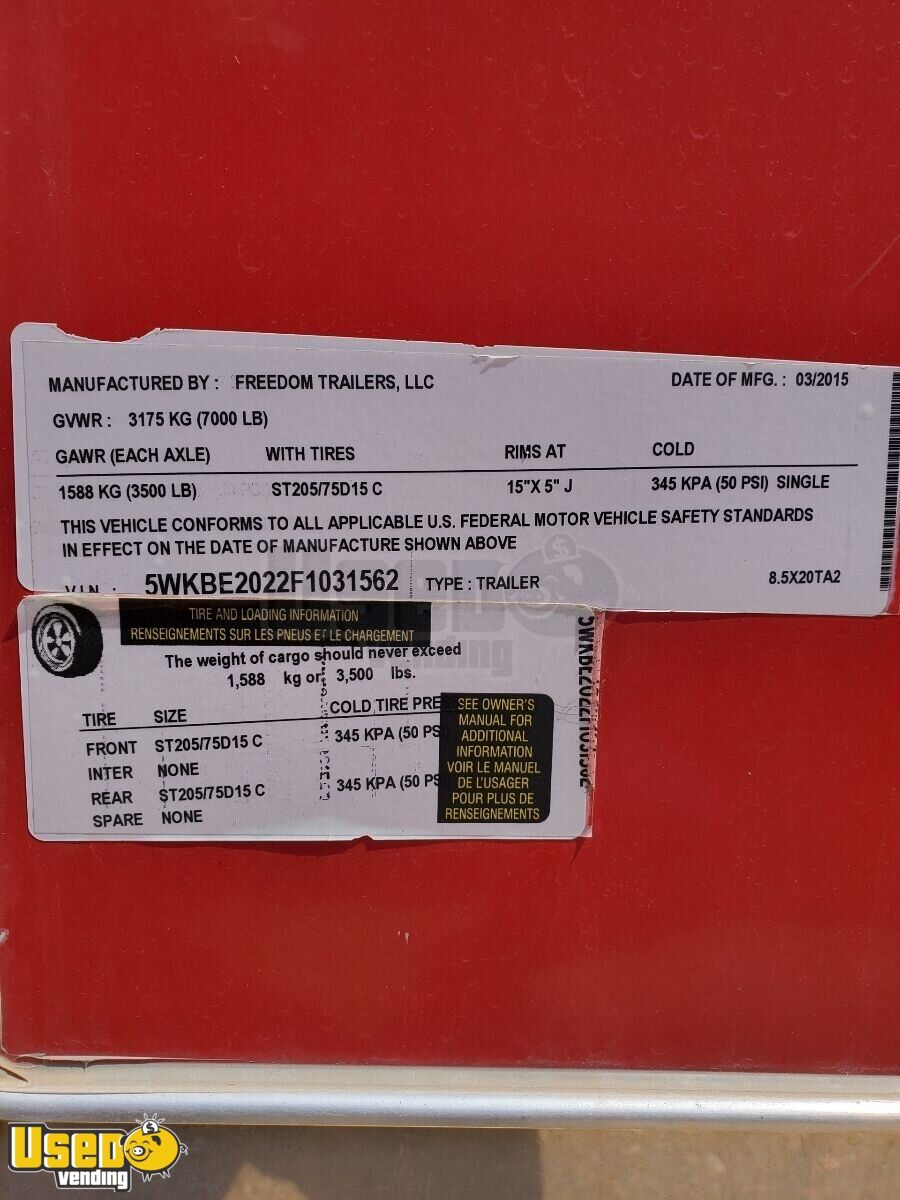 MANUFACTURED BY : FREEDOM TRAILERS, LLC DATE OF MFG. : 03/2015
GVWR : 3175 KG (7000 LB)
GAWR (EACH AXLE) WITH TIRES RIMS AT COLD
1588 KG (3500 LB) ST205/75D15 C 15"X 5" J 345 KPA (50 PSI) SINGLE
THIS VEHICLE CONFORMS TO ALL APPLICABLE U.S. FEDERAL MOTOR VEHICLE SAFETY STANDARDS
IN EFFECT ON THE DATE OF MANUFACTURE SHOWN ABOVE
V.I.N. : 5WKBE2022F1031562 TYPE : TRAILER 8.5X20TA2
TIRE AND LOADING INFORMATION
RENSEIGNEMENTS SUR LES PNEUS ET LE CHARGEMENT
The weight of cargo should never exceed
1,588 kg or 3,500 lbs.
TIRE SIZE COLD TIRE PRE
FRONT ST205/75D15 C 345 KPA (50 PS
INTER NONE
REAR ST205/75D15 C 345 KPA (50 PS
SPARE NONE
SEE OWNER'S
MANUAL FOR
ADDITIONAL
INFORMATION
VOIR LE MANUEL
DE L'USAGER
POUR PLUS DE
RENSEIGNEMENTS
5WKBE2022F1031562
Used
vending
Used
vending